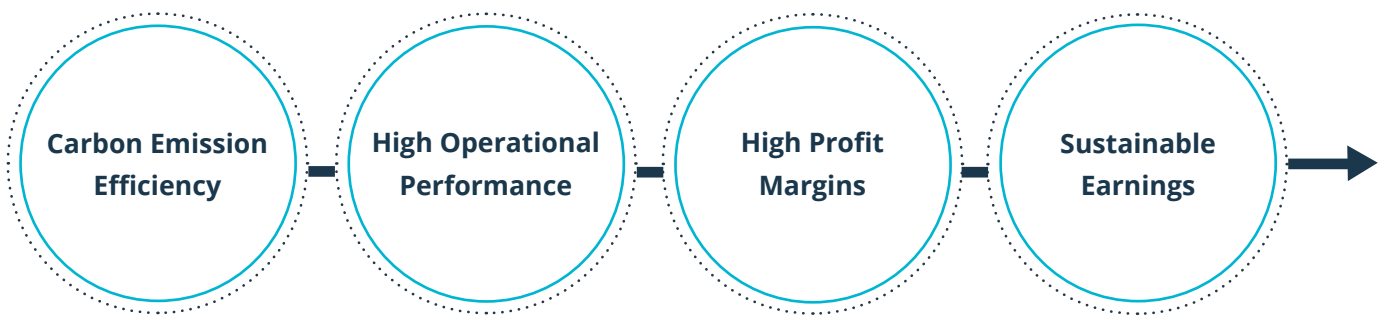 Carbon Emission
Efficiency
High Operational
Performance
High Profit
Margins
Sustainable
Earnings